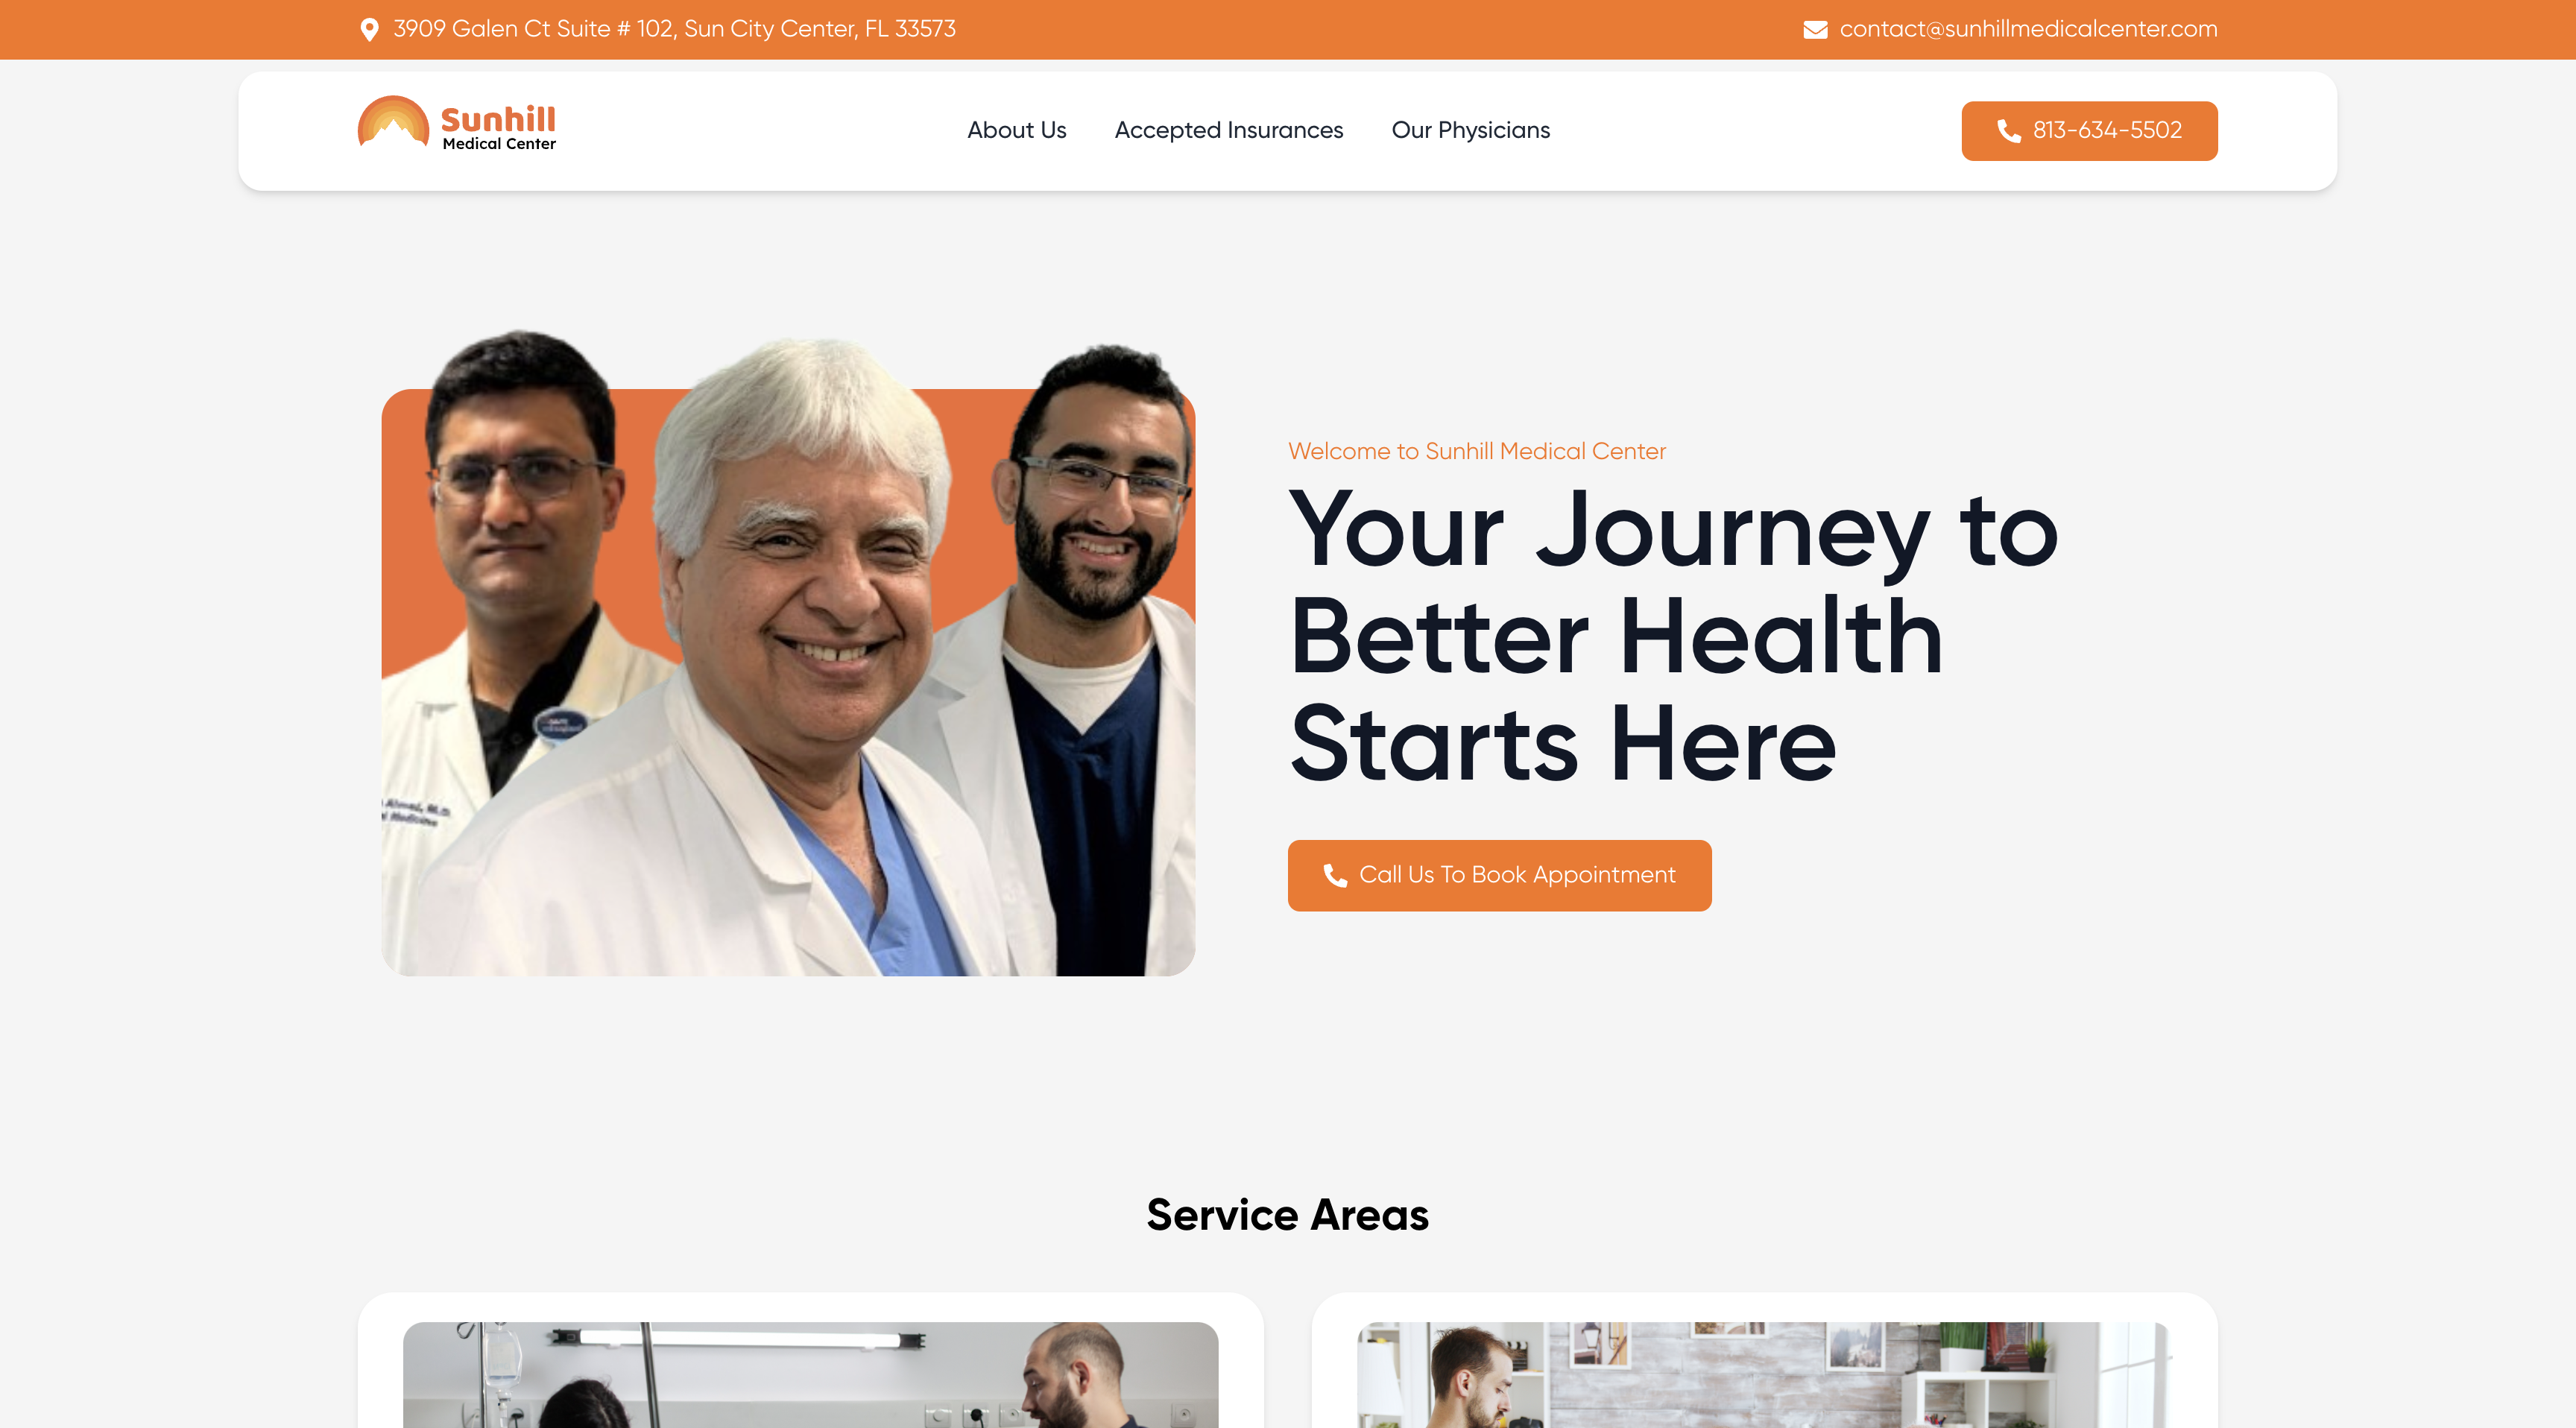 3909 Galen Ct Suite # 102, Sun City Center, FL 33573
contact@sunhillmedicalcenter.com
Sunhill
Medical Center
About Us
Accepted Insurances
Our Physicians
813-634-5502
Welcome to Sunhill Medical Center
Your Journey to
Better Health
Starts Here
Call Us To Book Appointment
Service Areas